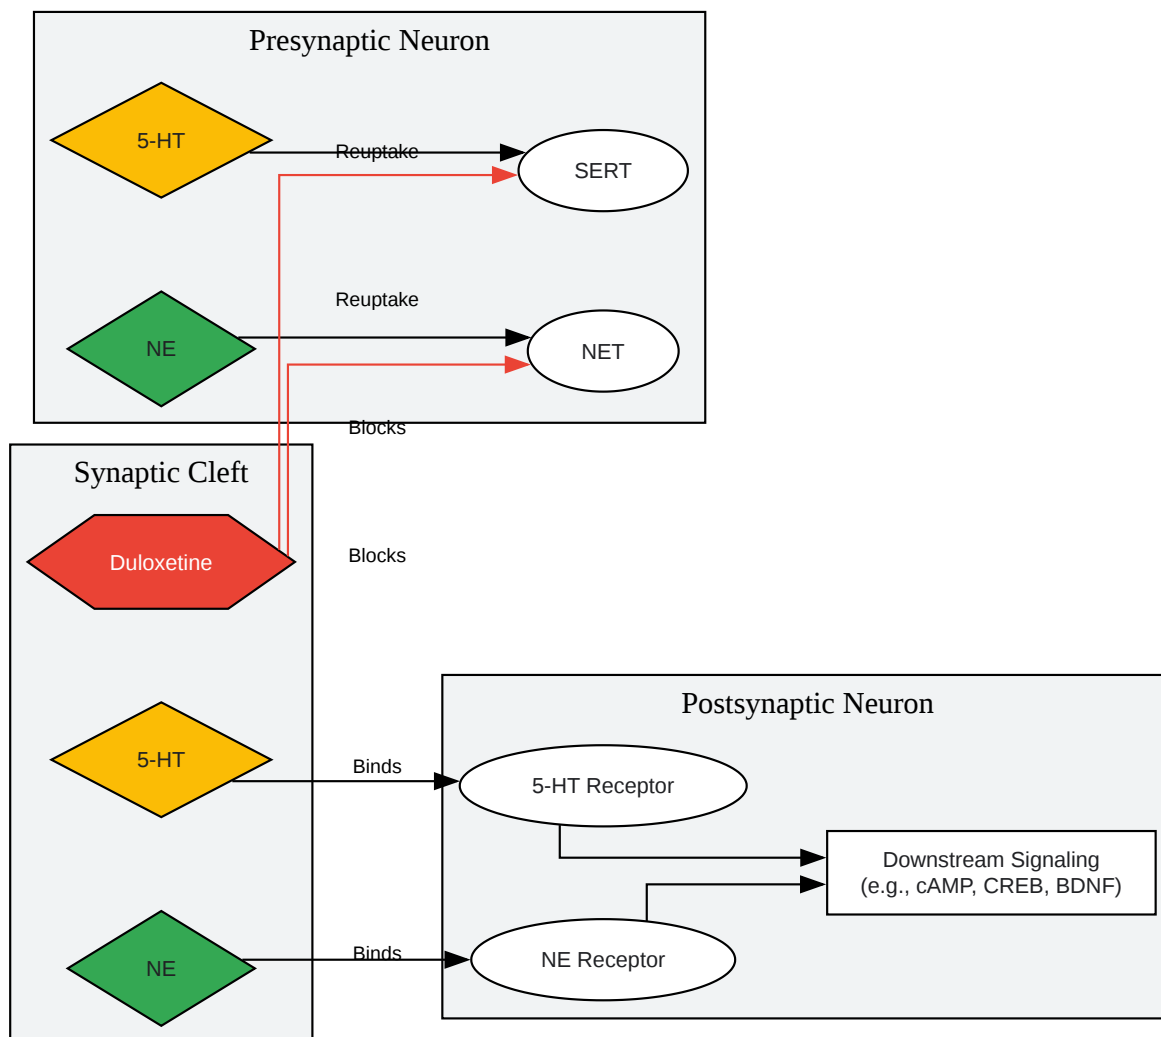 Presynaptic Neuron
5-HT
Reuptake
SERT
NE
Reuptake
NET
Blocks
Synaptic Cleft
Duloxetine
Blocks
Postsynaptic Neuron
5-HT
Binds
5-HT Receptor
Downstream Signaling
(e.g., cAMP, CREB, BDNF)
NE
Binds
NE Receptor